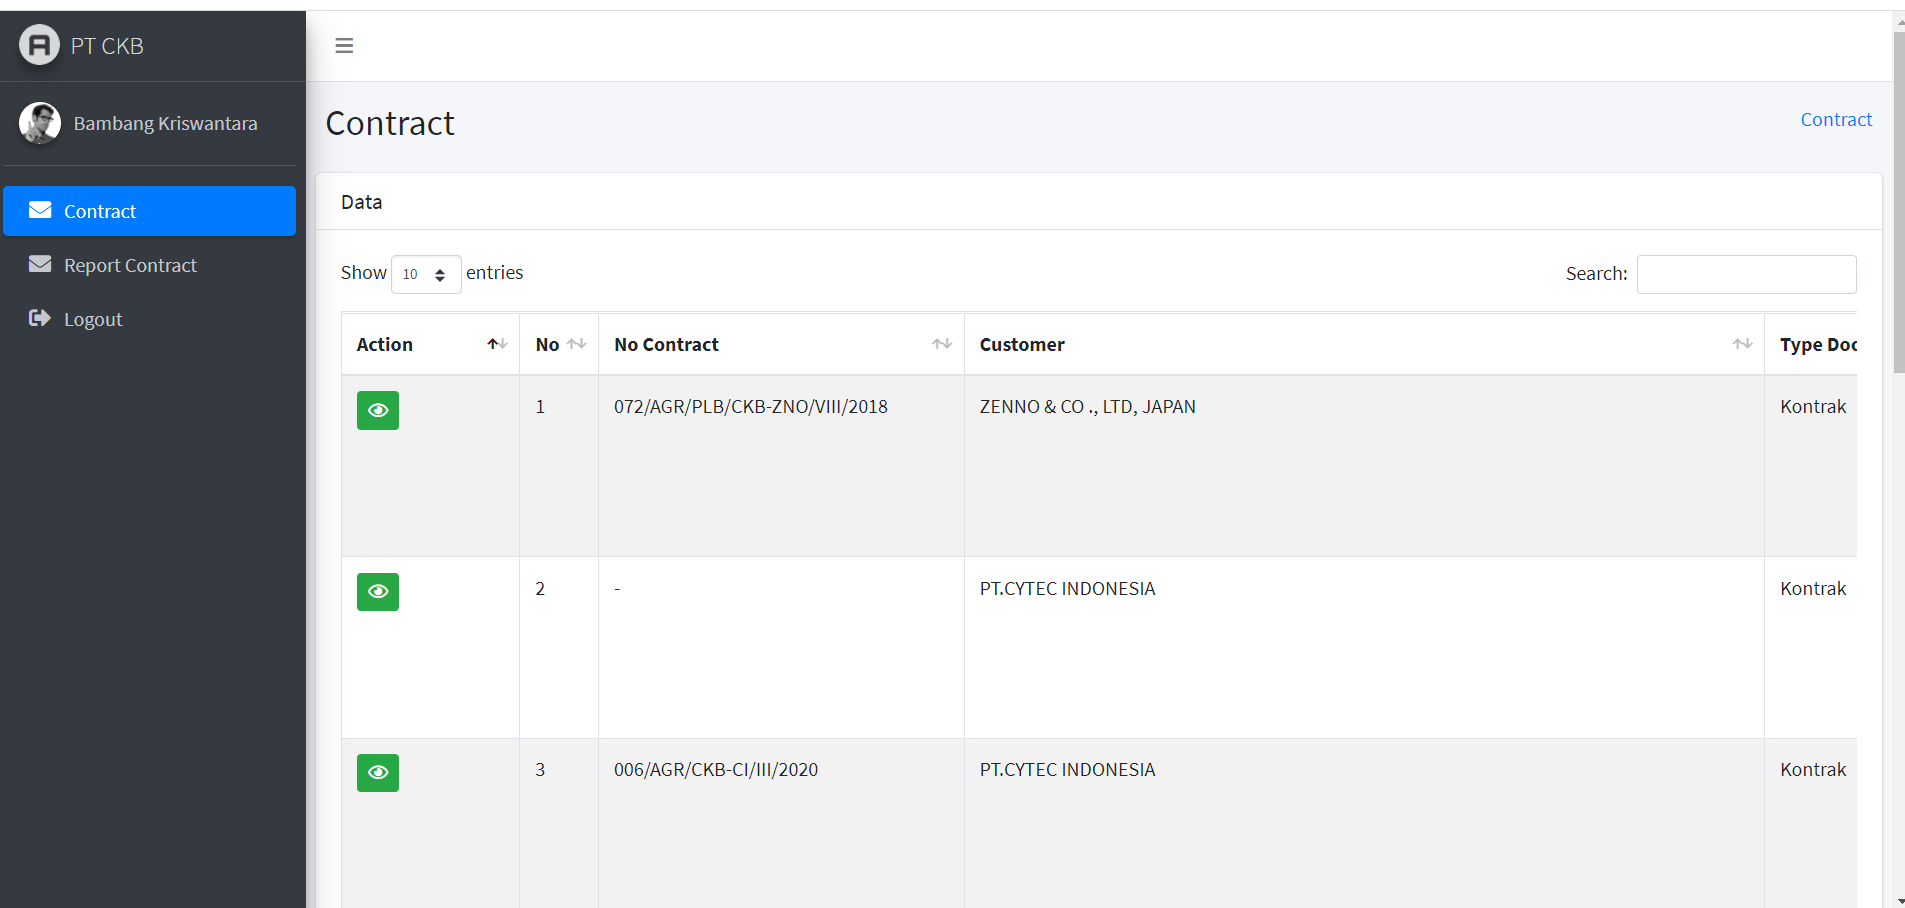 PT CKB
Bambang Kriswantara
Contract
Report Contract
Logout
Contract
Contract
Data
Show 10 entries
Search:
Action No No Contract Customer Type Doc
1 072/AGR/PLB/CKB-ZNO/VIII/2018 ZENNO & CO ., LTD, JAPAN Kontrak
2 - PT.CYTEC INDONESIA Kontrak
3 006/AGR/CKB-CI/III/2020 PT.CYTEC INDONESIA Kontrak